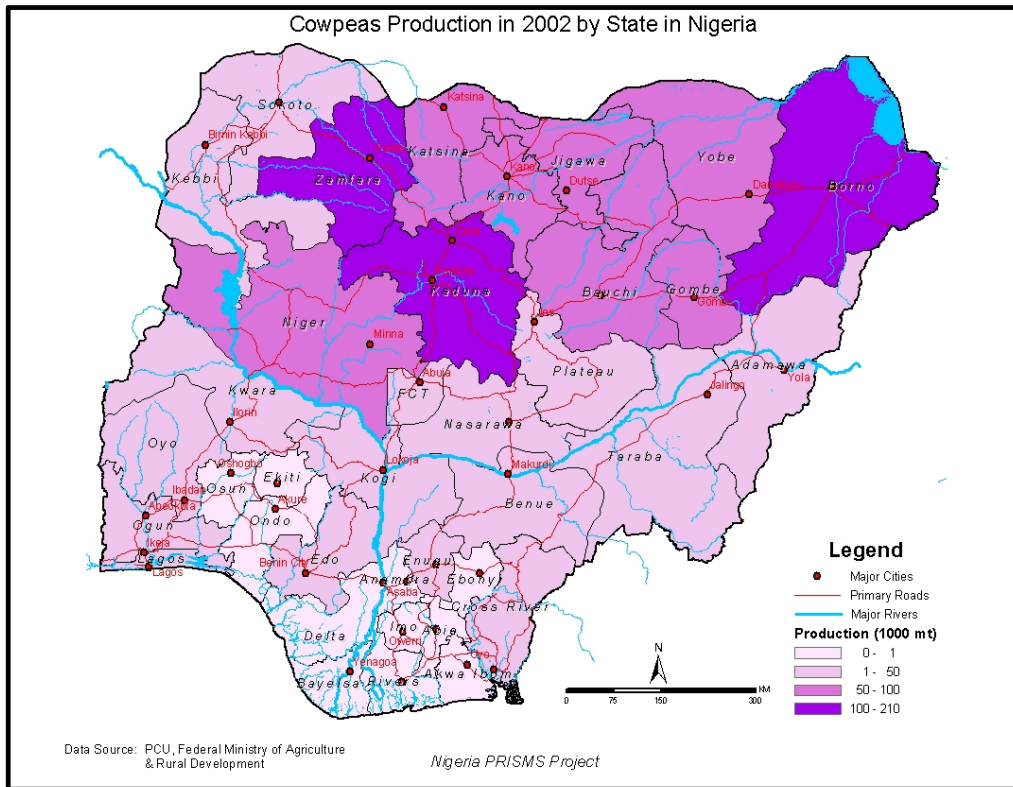 Cowpeas Production in 2002 by State in Nigeria
Katsina
Sokoto
Birnin Kebbi
Katsina
Jigawa
Yobe
Kano
Kebbi
Zamfara
Dutse
Kano
Borno
Zaria
Kaduna
Bauchi
Gombe
Gombe
Niger
Jos
Minna
Plateau
Adamawa
Abuja
Yola
Kwara
FCT
Jalingo
Ilorin
Nasarawa
Oyo
Taraba
Lokoja
Oshogbo
Makurdi
Kogi
Ekiti
Osun
Ibadan
Akure
Benue
Abeokuta
Ondo
Ogun
Ikeja
Lagos
Lagos
Benin City
Edo
Enugu
Anambra
Ebonyi
Asaba
Cross River
Delta
Imo
Abia
Owerri
Uyo
Yenagoa
Akwa Ibom
Bayelsa
Rivers
Legend
Major Cities
Primary Roads
Major Rivers
Production (1000 mt)
0 - 1
1 - 50
50 - 100
100 - 210
N
0 75 150 300 KM
Data Source: PCU, Federal Ministry of Agriculture
& Rural Development
Nigeria PRISMS Project